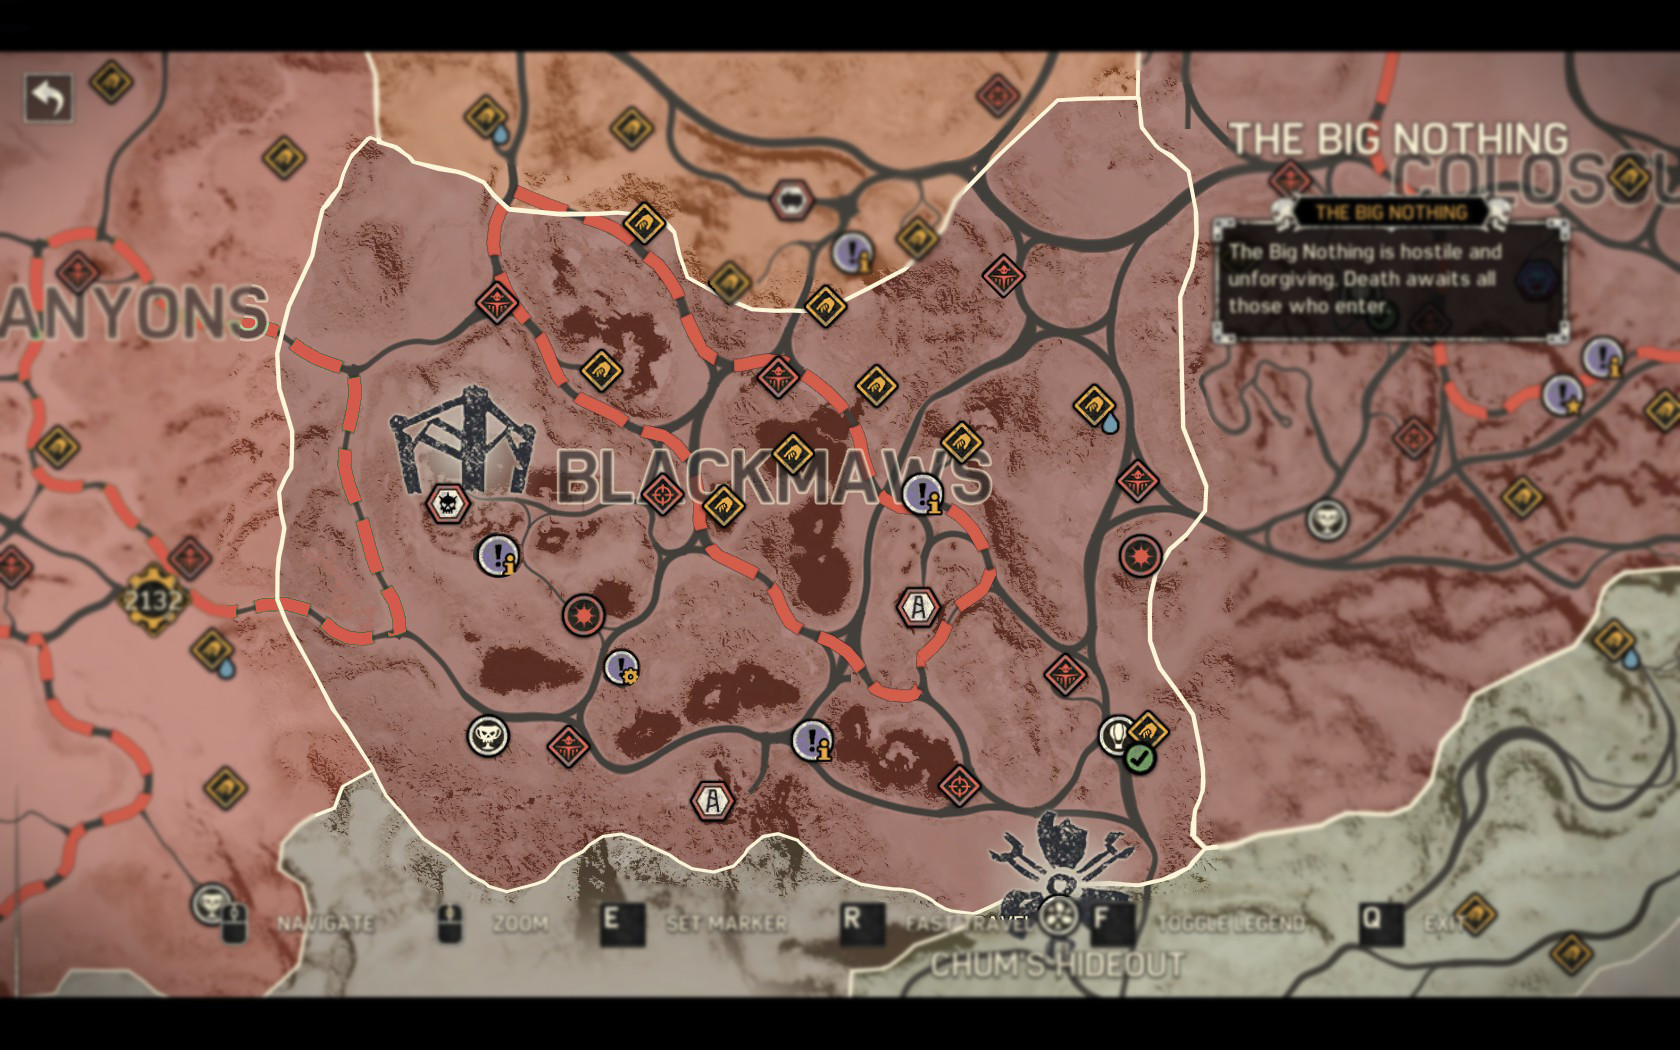 THE BIG NOTHING
COLOSSU
THE BIG NOTHING
The Big Nothing is hostile and
unforgiving. Death awaits all
those who enter.
ANYONS
BLACKMAWS
2132
NAVIGATE
ZOOM
E SET MARKER
R FAST TRAVEL
F TOGGLE LEGEND
Q EXIT
CHUM'S HIDEOUT